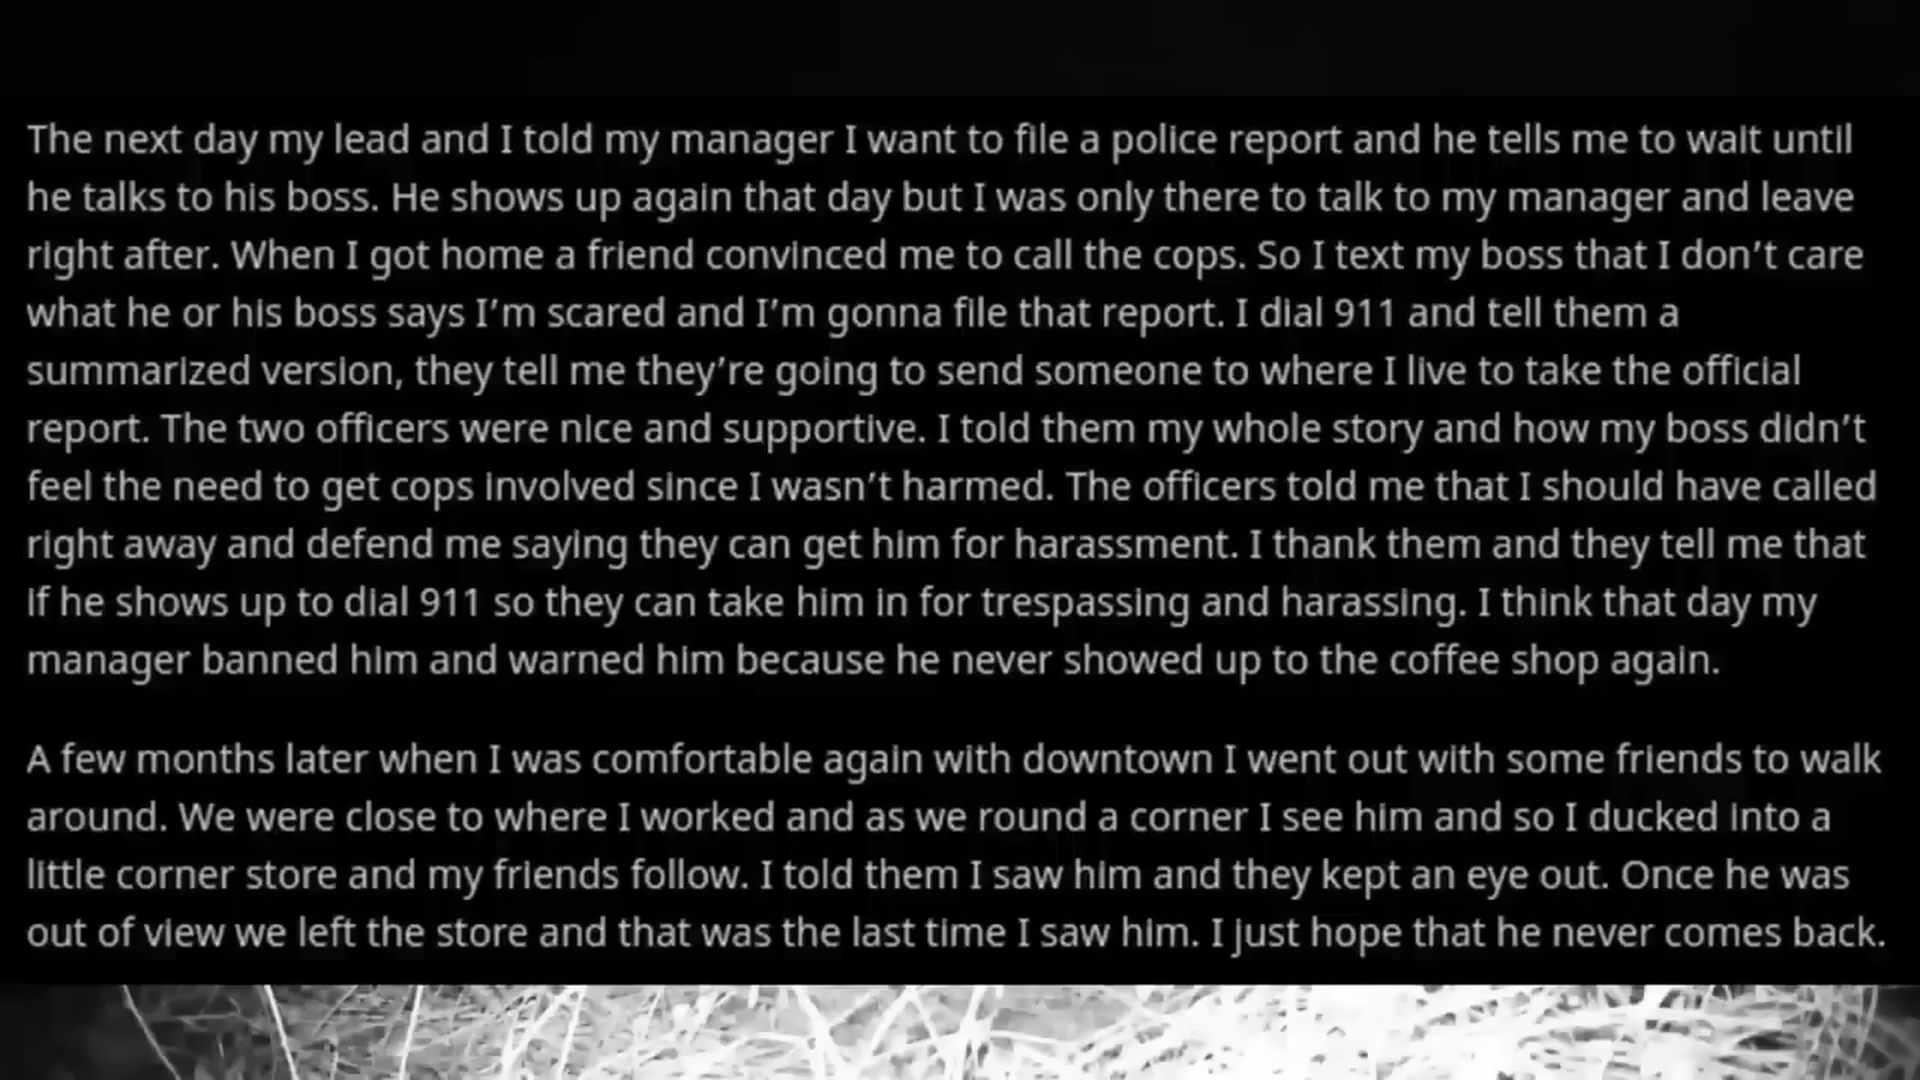 The next day my lead and I told my manager I want to file a police report and he tells me to wait until
he talks to his boss. He shows up again that day but I was only there to talk to my manager and leave
right after. When I got home a friend convinced me to call the cops. So I text my boss that I don’t care
what he or his boss says I’m scared and I’m gonna file that report. I dial 911 and tell them a
summarized version, they tell me they’re going to send someone to where I live to take the official
report. The two officers were nice and supportive. I told them my whole story and how my boss didn’t
feel the need to get cops involved since I wasn’t harmed. The officers told me that I should have called
right away and defend me saying they can get him for harassment. I thank them and they tell me that
if he shows up to dial 911 so they can take him in for trespassing and harassing. I think that day my
manager banned him and warned him because he never showed up to the coffee shop again.
A few months later when I was comfortable again with downtown I went out with some friends to walk
around. We were close to where I worked and as we round a corner I see him and so I ducked into a
little corner store and my friends follow. I told them I saw him and they kept an eye out. Once he was
out of view we left the store and that was the last time I saw him. I just hope that he never comes back.